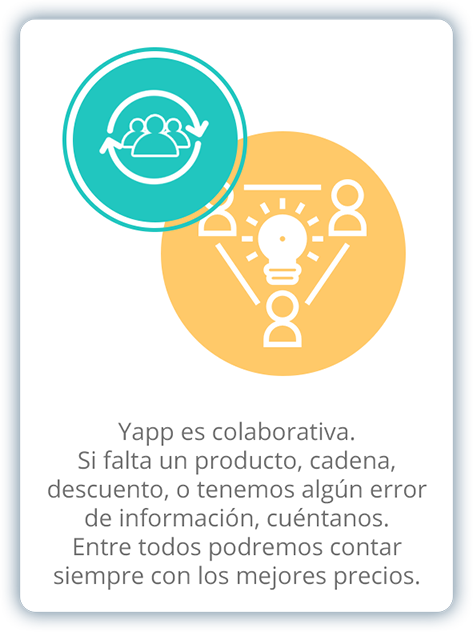 Yapp es colaborativa.
Si falta un producto, cadena,
descuento, o tenemos algún error
de información, cuéntanos.
Entre todos podremos contar
siempre con los mejores precios.